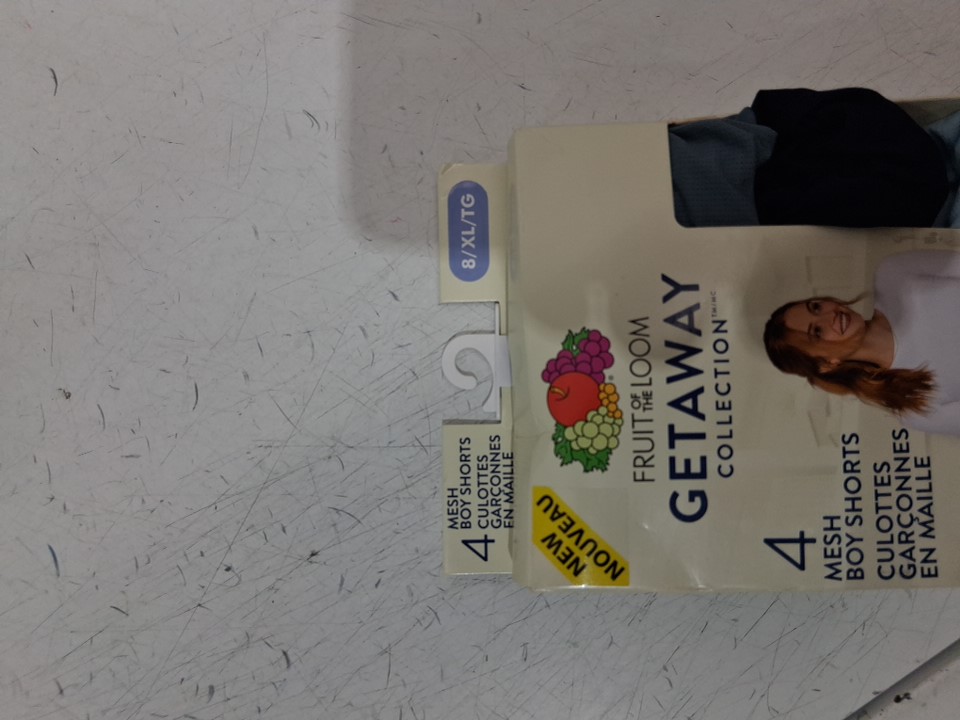 8/XL/TG
4
MESH
BOY SHORTS
CULOTTES
GARÇONNES
EN MAILLE
NEW
NOUVEAU
FRUIT OF THE LOOM
GETAWAY
COLLECTION
4
MESH
BOY SHORTS
CULOTTES
GARÇONNES
EN MAILLE